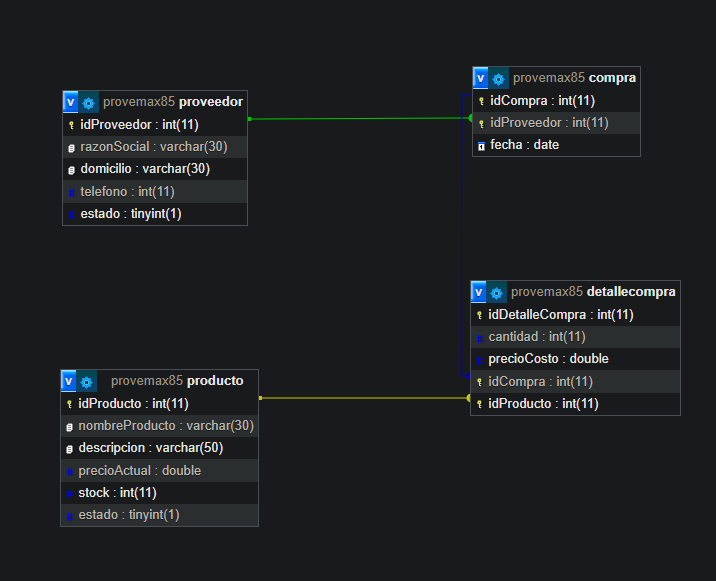 v provemax85 proveedor
idProveedor : int(11)
razonSocial : varchar(30)
domicilio : varchar(30)
telefono : int(11)
estado : tinyint(1)
v provemax85 compra
idCompra : int(11)
idProveedor : int(11)
fecha : date
v provemax85 detallecompra
idDetalleCompra : int(11)
cantidad : int(11)
precioCosto : double
idCompra : int(11)
idProducto : int(11)
v provemax85 producto
idProducto : int(11)
nombreProducto : varchar(30)
descripcion : varchar(50)
precioActual : double
stock : int(11)
estado : tinyint(1)